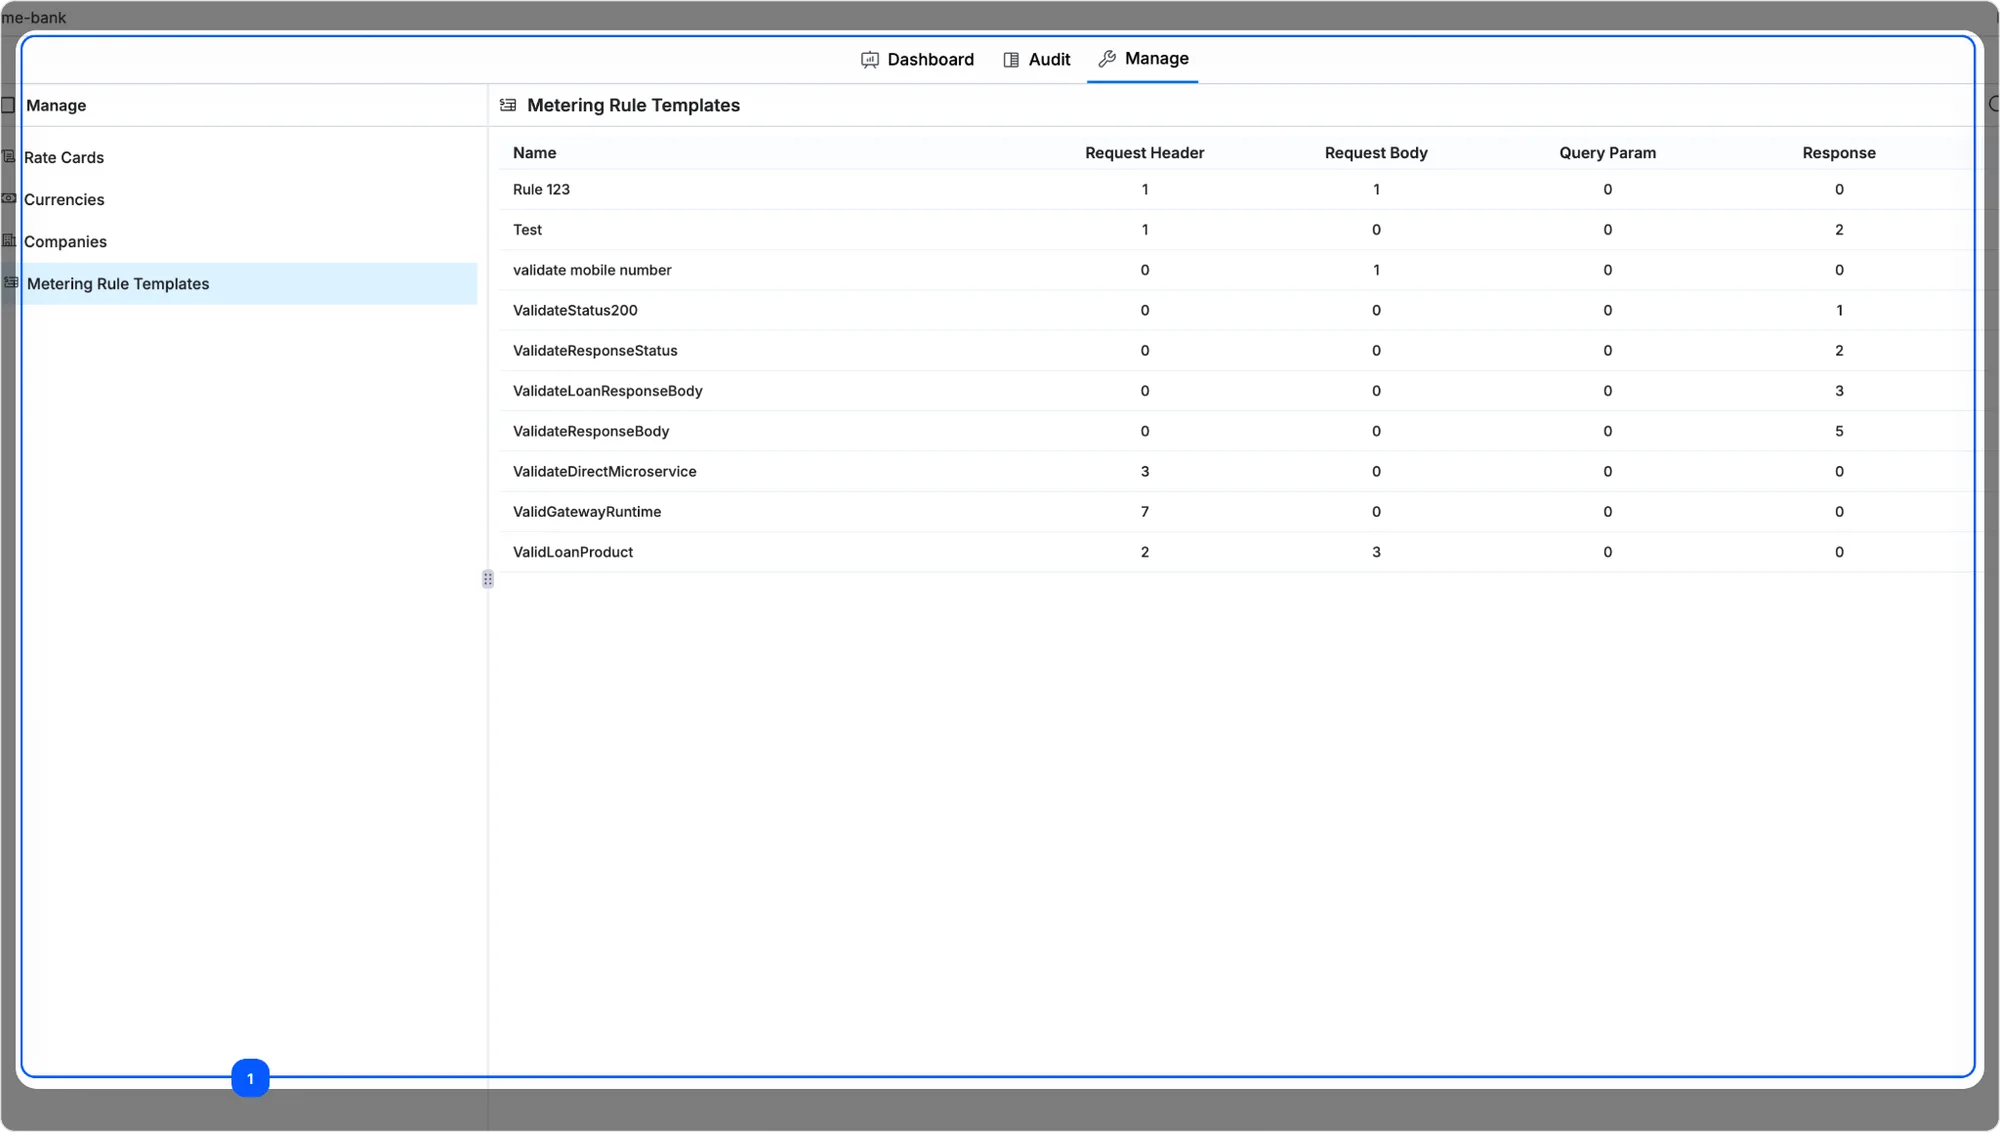 me-bank
Dashboard Audit Manage
Manage
Rate Cards
Currencies
Companies
Metering Rule Templates
Metering Rule Templates
Name Request Header Request Body Query Param Response
Rule 123 1 1 0 0
Test 1 0 0 2
validate mobile number 0 1 0 0
ValidateStatus200 0 0 0 1
ValidateResponseStatus 0 0 0 2
ValidateLoanResponseBody 0 0 0 3
ValidateResponseBody 0 0 0 5
ValidateDirectMicroservice 3 0 0 0
ValidGatewayRuntime 7 0 0 0
ValidLoanProduct 2 3 0 0
1